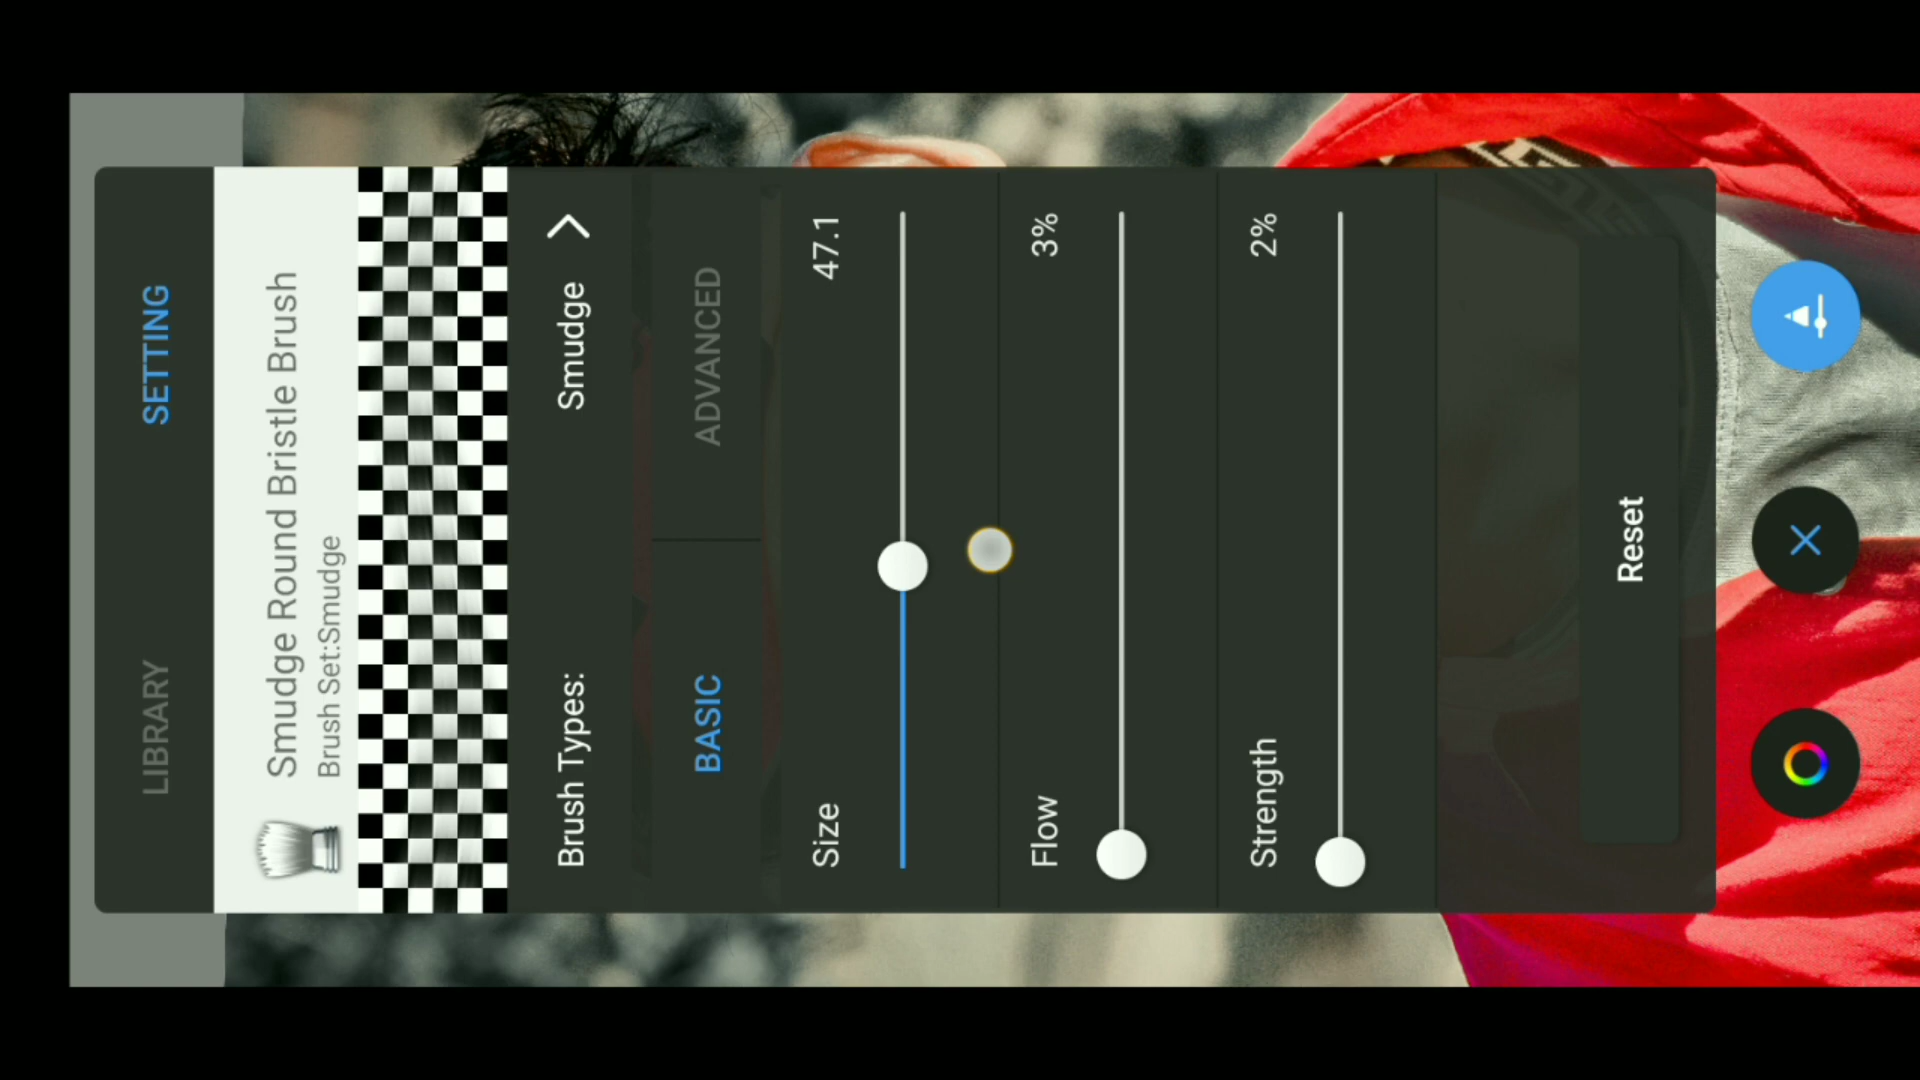 LIBRARY SETTING
Smudge Round Bristle Brush
Brush Set:Smudge
Brush Types: Smudge
BASIC ADVANCED
Size 47.1
Flow 3%
Strength 2%
Reset